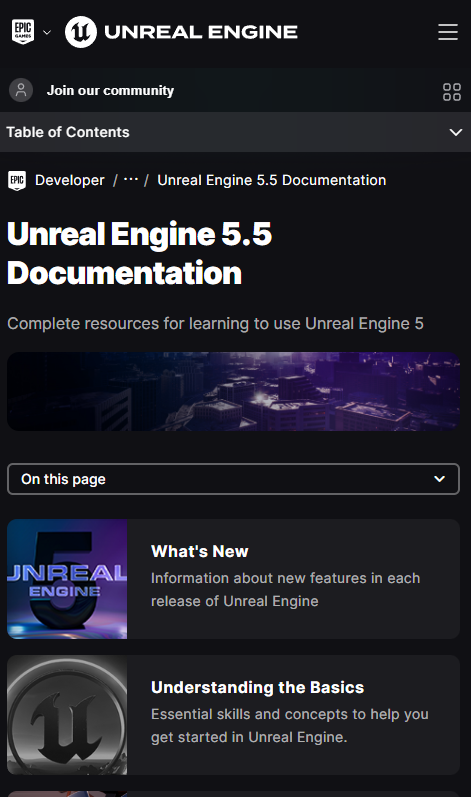 EPIC GAMES UNREAL ENGINE
Join our community
Table of Contents
EPIC Developer / ··· / Unreal Engine 5.5 Documentation
Unreal Engine 5.5
Documentation
Complete resources for learning to use Unreal Engine 5
On this page
5
UNREAL
ENGINE
What's New
Information about new features in each
release of Unreal Engine
Understanding the Basics
Essential skills and concepts to help you
get started in Unreal Engine.